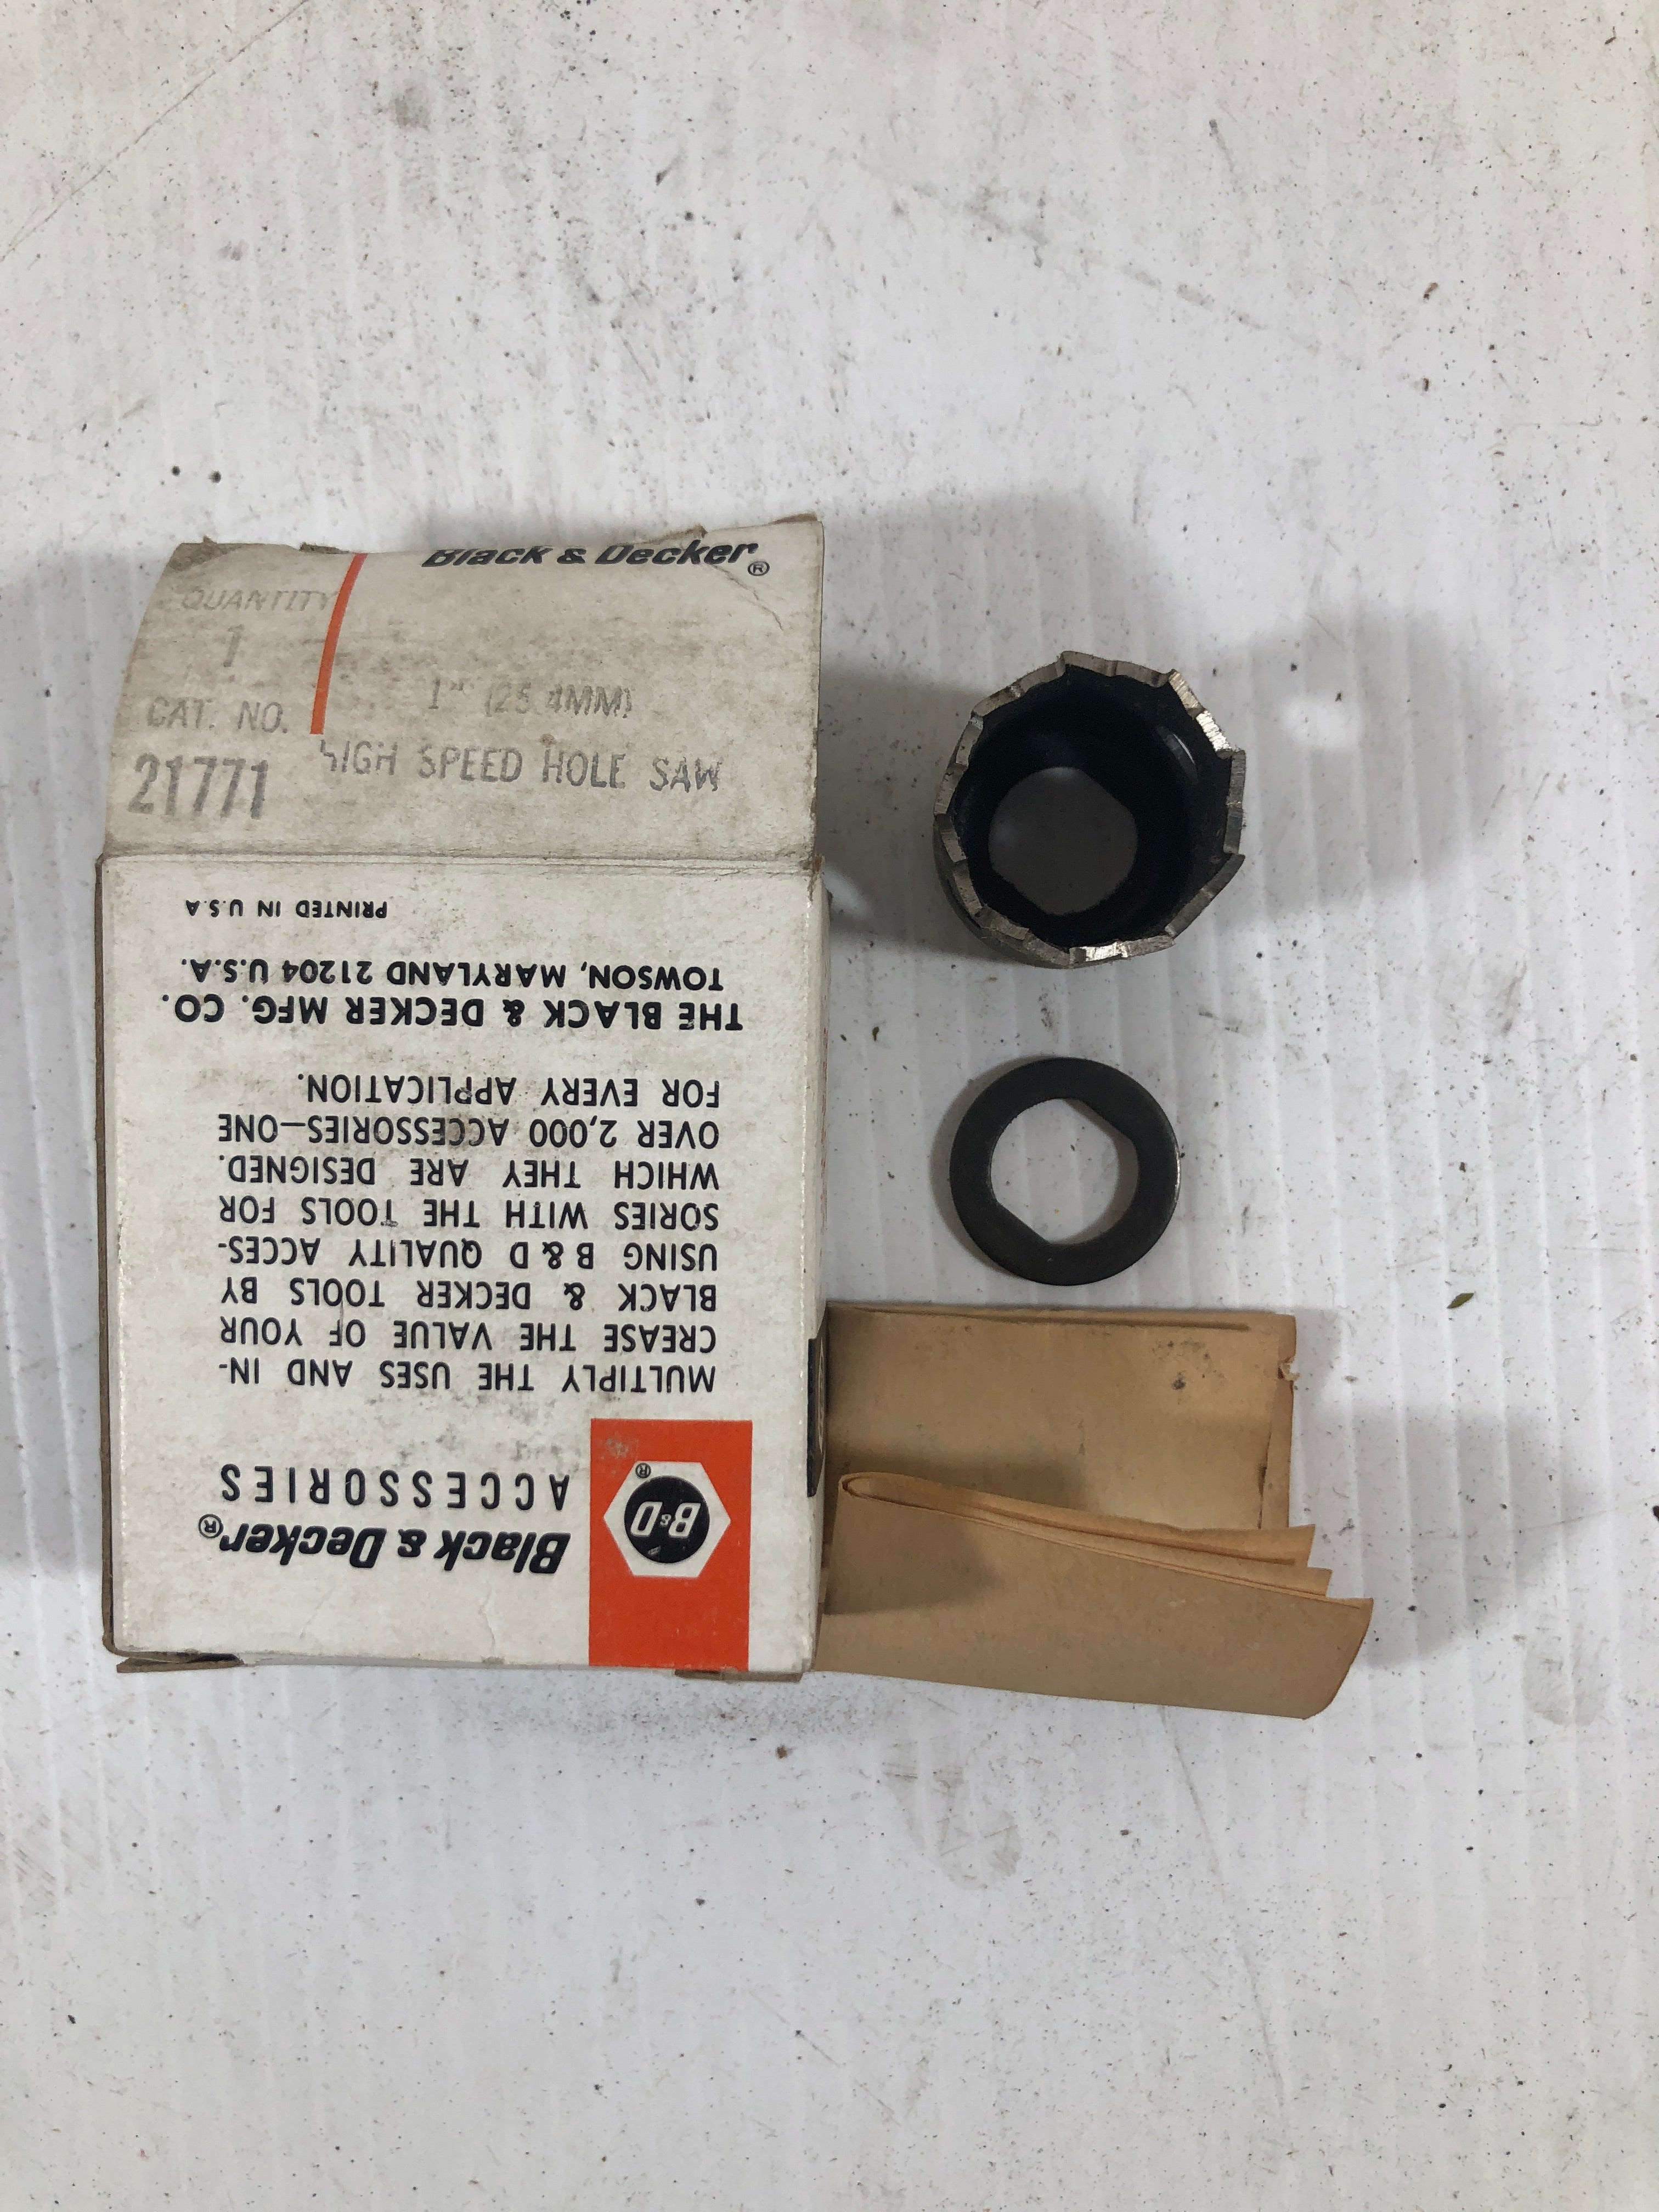 Black & Decker®
QUANTITY
1
CAT. NO.
21771
1" (25.4MM)
HIGH SPEED HOLE SAW
B&D®
Black & Decker®
ACCESSORIES
MULTIPLY THE USES AND IN-
CREASE THE VALUE OF YOUR
BLACK & DECKER TOOLS BY
USING B & D QUALITY ACCES-
SORIES WITH THE TOOLS FOR
WHICH THEY ARE DESIGNED.
OVER 2,000 ACCESSORIES—ONE
FOR EVERY APPLICATION.
THE BLACK & DECKER MFG. CO.
TOWSON, MARYLAND 21204 U.S.A.
PRINTED IN U.S.A